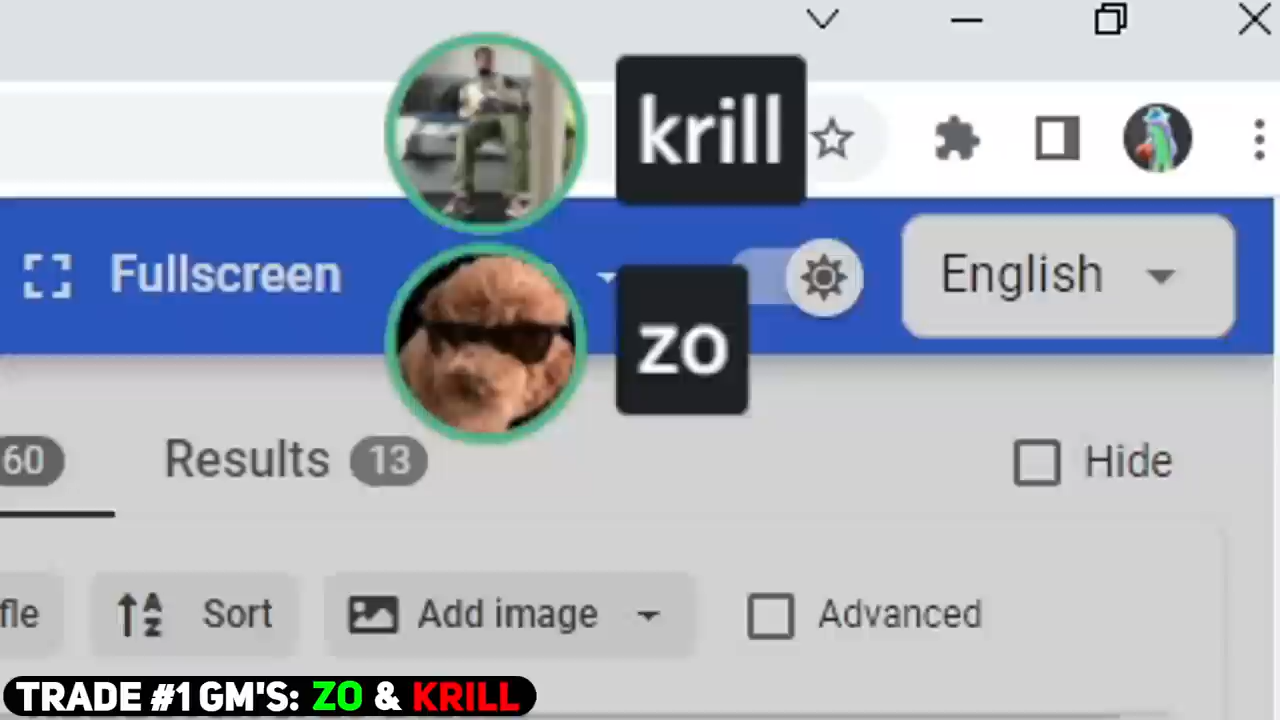 krill
Fullscreen
English
zo
60 Results 13 Hide
fle Sort Add image Advanced
TRADE #1 GM'S: ZO & KRILL